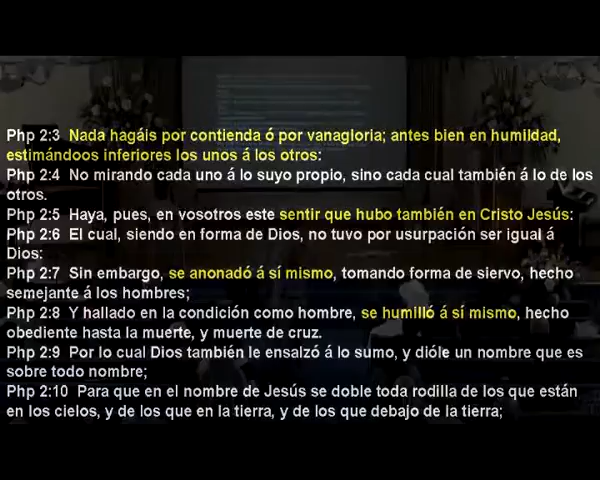 Php 2:3 Nada hagáis por contienda ó por vanagloria; antes bien en humildad,
estimándoos inferiores los unos á los otros:
Php 2:4 No mirando cada uno á lo suyo propio, sino cada cual también á lo de los
otros.
Php 2:5 Haya, pues, en vosotros este sentir que hubo también en Cristo Jesús:
Php 2:6 El cual, siendo en forma de Dios, no tuvo por usurpación ser igual á
Dios:
Php 2:7 Sin embargo, se anonadó á sí mismo, tomando forma de siervo, hecho
semejante á los hombres;
Php 2:8 Y hallado en la condición como hombre, se humilló á sí mismo, hecho
obediente hasta la muerte, y muerte de cruz.
Php 2:9 Por lo cual Dios también le ensalzó á lo sumo, y dióle un nombre que es
sobre todo nombre;
Php 2:10 Para que en el nombre de Jesús se doble toda rodilla de los que están
en los cielos, y de los que en la tierra, y de los que debajo de la tierra;